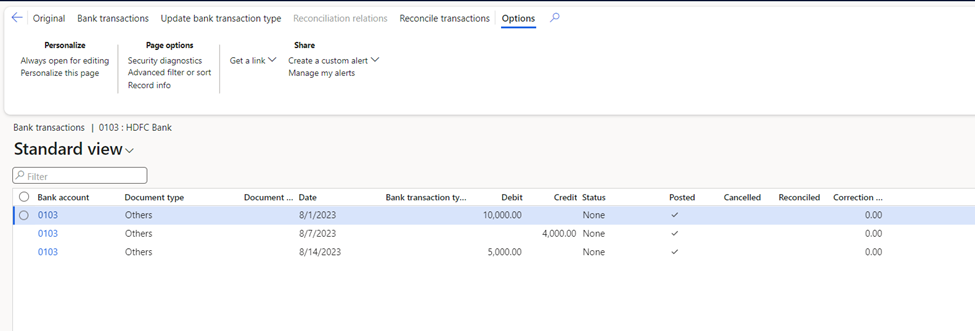 Original Bank transactions Update bank transaction type Reconciliation relations Reconcile transactions Options
Personalize Page options Share
Always open for editing Security diagnostics Get a link Create a custom alert
Personalize this page Advanced filter or sort Manage my alerts
Record info
Bank transactions | 0103 : HDFC Bank
Standard view
Filter
Bank account Document type Document ... Date Bank transaction ty... Debit Credit Status Posted Cancelled Reconciled Correction ...
0103 Others 8/1/2023 10,000.00 None ✓ 0.00
0103 Others 8/7/2023 4,000.00 None ✓ 0.00
0103 Others 8/14/2023 5,000.00 None ✓ 0.00